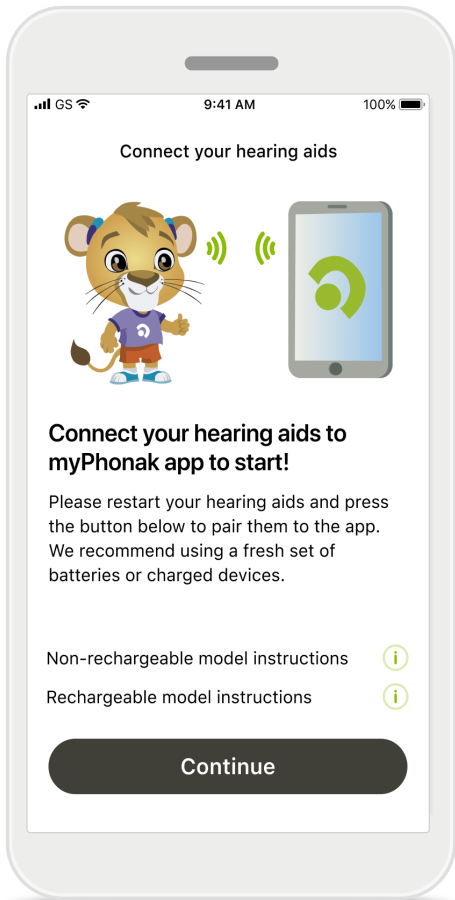 GS 9:41 AM 100%
Connect your hearing aids
Connect your hearing aids to
myPhonak app to start!
Please restart your hearing aids and press
the button below to pair them to the app.
We recommend using a fresh set of
batteries or charged devices.
Non-rechargeable model instructions i
Rechargeable model instructions i
Continue